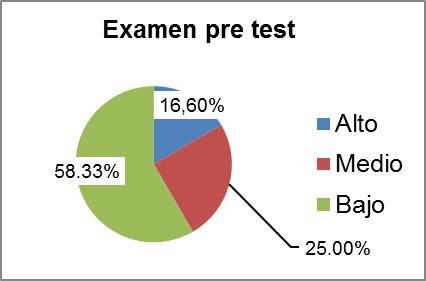 Examen pre test
16,60%
Alto
Medio
58.33%
Bajo
25.00%